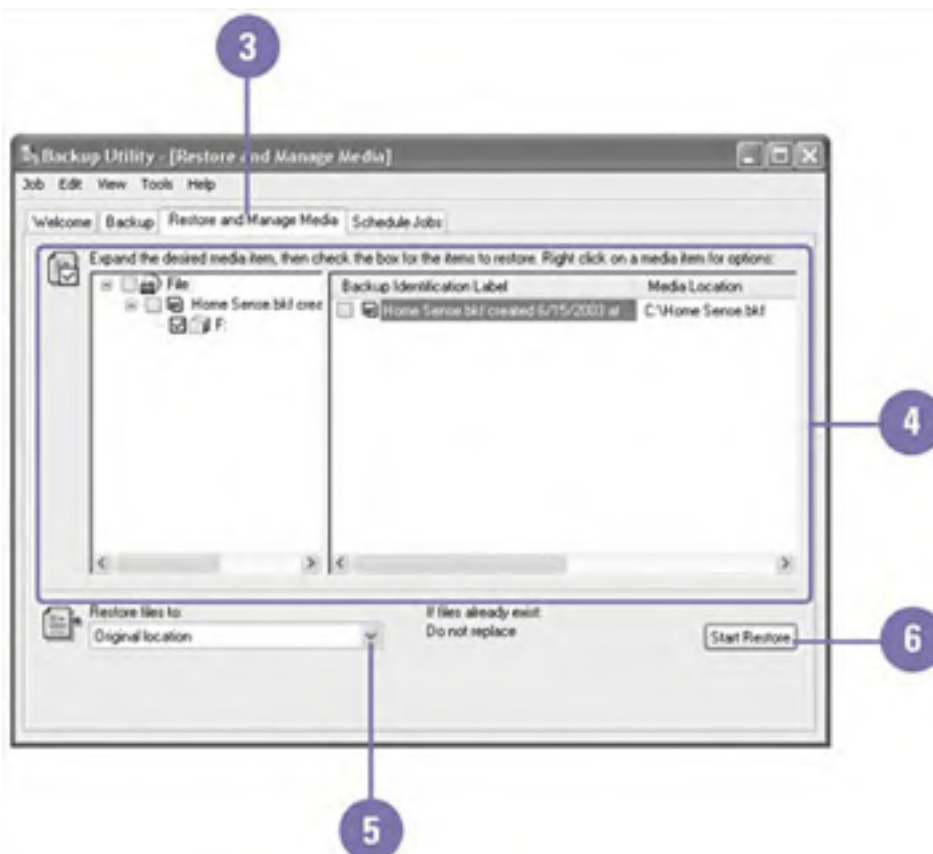 3
Backup Utility - [Restore and Manage Media]
Job Edit View Tools Help
Welcome Backup Restore and Manage Media Schedule Jobs
Expand the desired media item, then check the box for the items to restore. Right click on a media item for options:
File
Home Sense.bkf crea
F:
Backup Identification Label Media Location
Home Sense.bkf created 6/15/2003 at C:\Home Sense.bkf
4
Restore files to:
Original location
If files already exist:
Do not replace
Start Restore
6
5